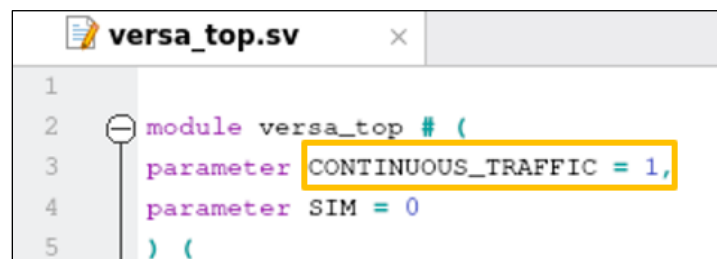 versa_top.sv ×
1
2 module versa_top # (
3 parameter CONTINUOUS_TRAFFIC = 1,
4 parameter SIM = 0
5 ) (